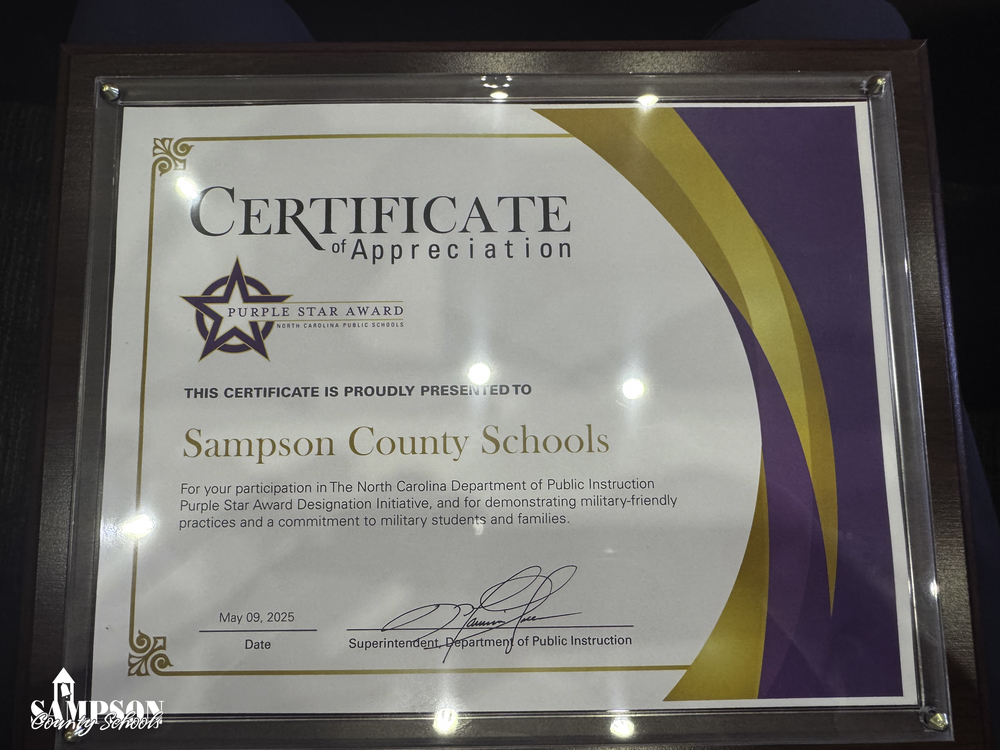 CERTIFICATE
of Appreciation
PURPLE STAR AWARD
NORTH CAROLINA PUBLIC SCHOOLS
THIS CERTIFICATE IS PROUDLY PRESENTED TO
Sampson County Schools
For your participation in The North Carolina Department of Public Instruction
Purple Star Award Designation Initiative, and for demonstrating military-friendly
practices and a commitment to military students and families.
May 09, 2025
Date
Superintendent, Department of Public Instruction
SAMPSON
County Schools